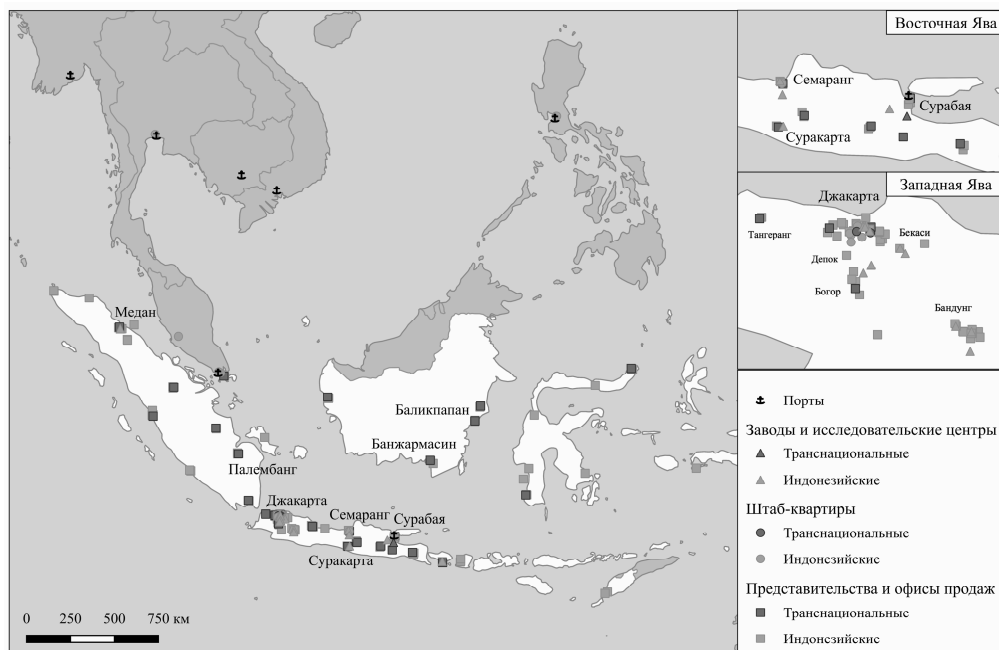 Медан
Баликпапан
Банжармасин
Палембанг
Джакарта
Семаранг
Сурабая
Суракарта
0 250 500 750 км
Восточная Ява
Семаранг
Сурабая
Суракарта
Западная Ява
Джакарта
Тангеранг
Бекаси
Депок
Богор
Бандунг
Порты
Заводы и исследовательские центры
Транснациональные
Индонезийские
Штаб-квартиры
Транснациональные
Индонезийские
Представительства и офисы продаж
Транснациональные
Индонезийские